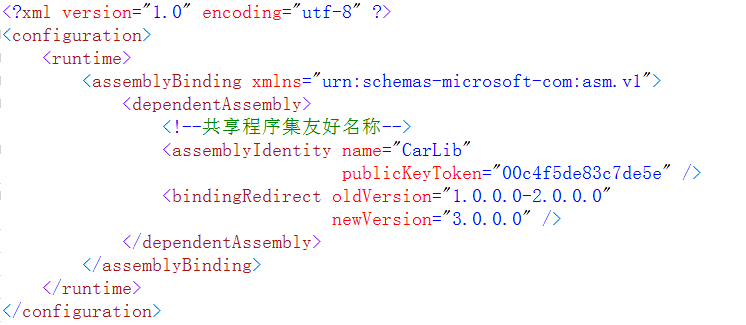 <?xml version="1.0" encoding="utf-8" ?>
<configuration>
    <runtime>
        <assemblyBinding xmlns="urn:schemas-microsoft-com:asm.v1">
            <dependentAssembly>
                <!--共享程序集友好名称-->
                <assemblyIdentity name="CarLib"
                                  publicKeyToken="00c4f5de83c7de5e" />
                <bindingRedirect oldVersion="1.0.0.0-2.0.0.0"
                                 newVersion="3.0.0.0" />
            </dependentAssembly>
        </assemblyBinding>
    </runtime>
</configuration>